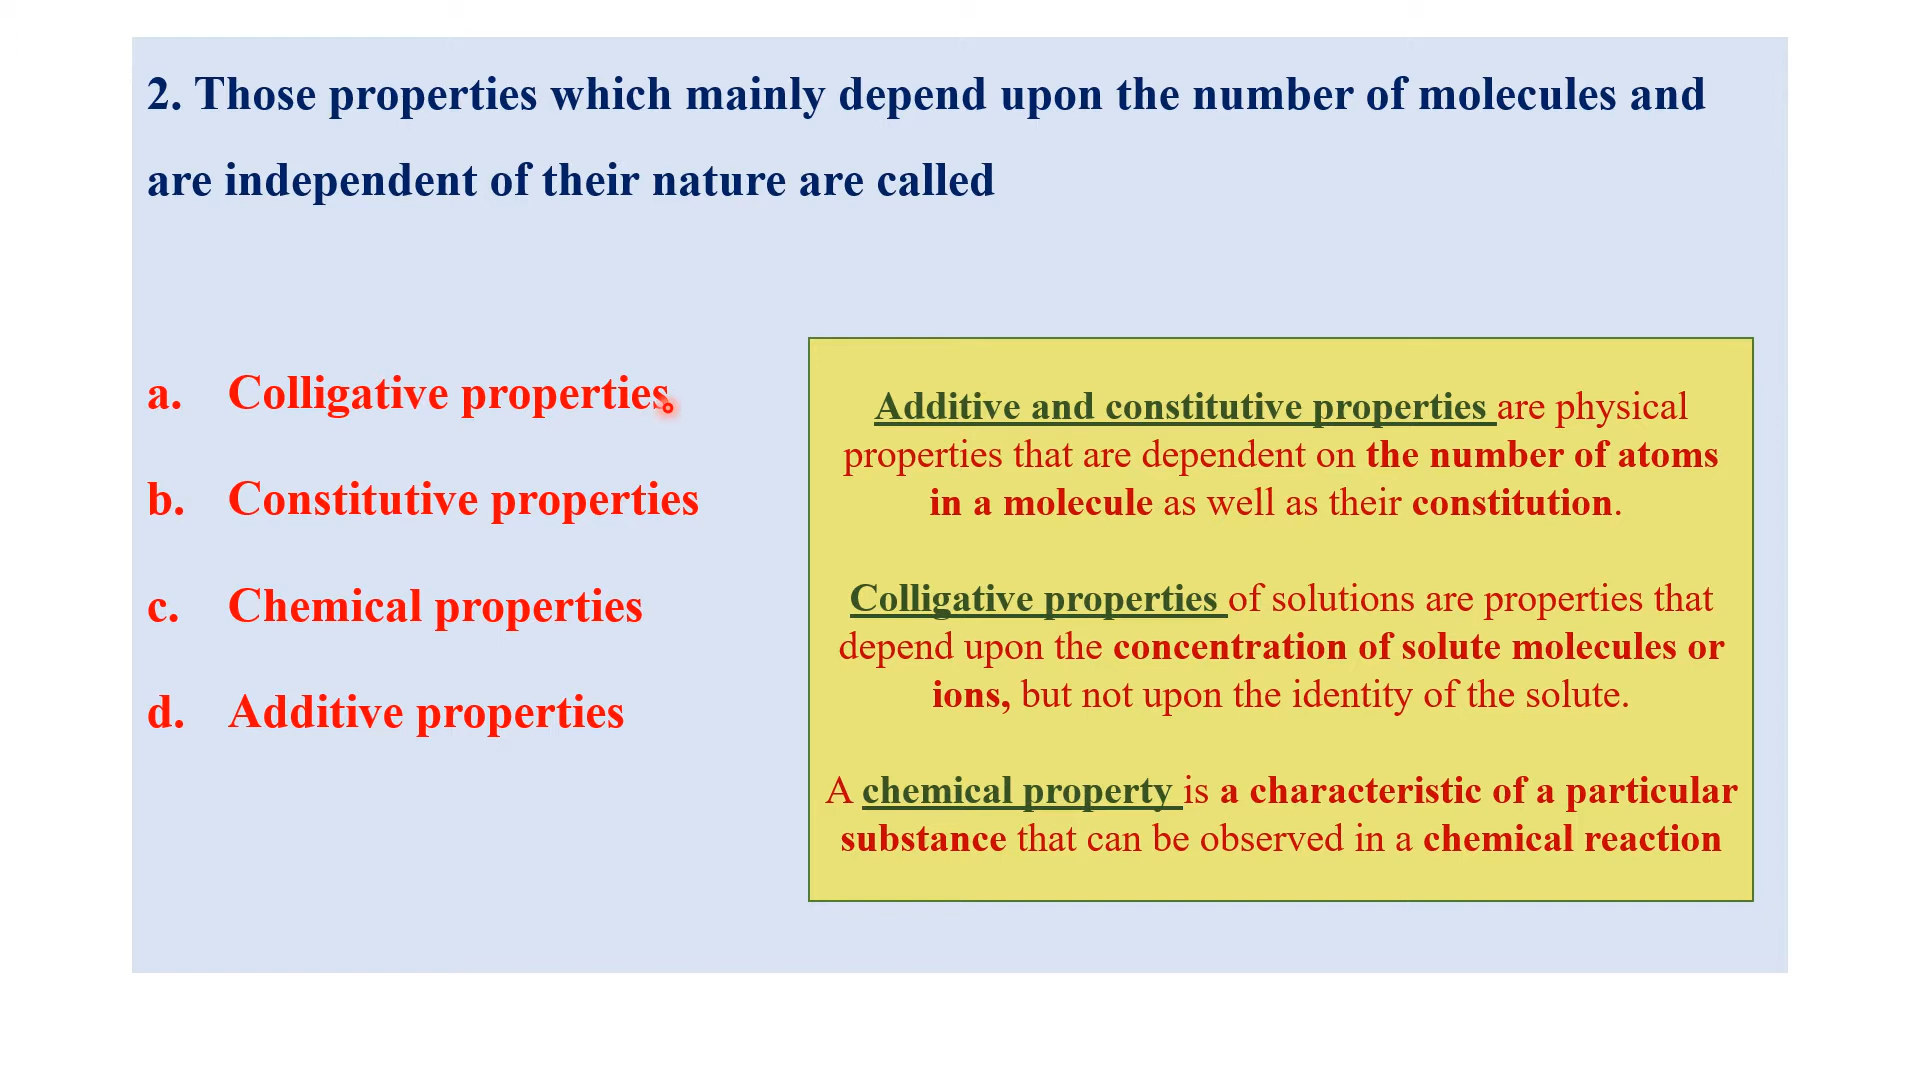 2. Those properties which mainly depend upon the number of molecules and
are independent of their nature are called
a. Colligative properties
b. Constitutive properties
c. Chemical properties
d. Additive properties
Additive and constitutive properties are physical
properties that are dependent on the number of atoms
in a molecule as well as their constitution.
Colligative properties of solutions are properties that
depend upon the concentration of solute molecules or
ions, but not upon the identity of the solute.
A chemical property is a characteristic of a particular
substance that can be observed in a chemical reaction